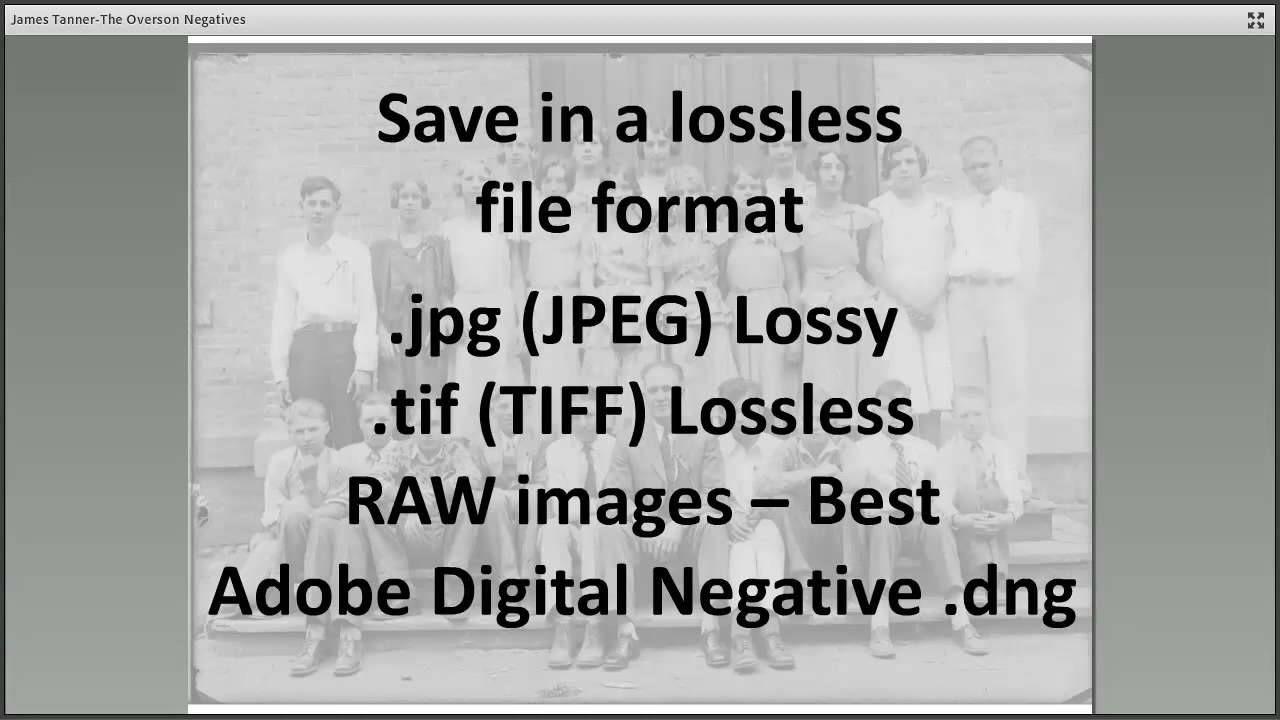 James Tanner-The Overson Negatives
Save in a lossless
file format
.jpg (JPEG) Lossy
.tif (TIFF) Lossless
RAW images – Best
Adobe Digital Negative .dng